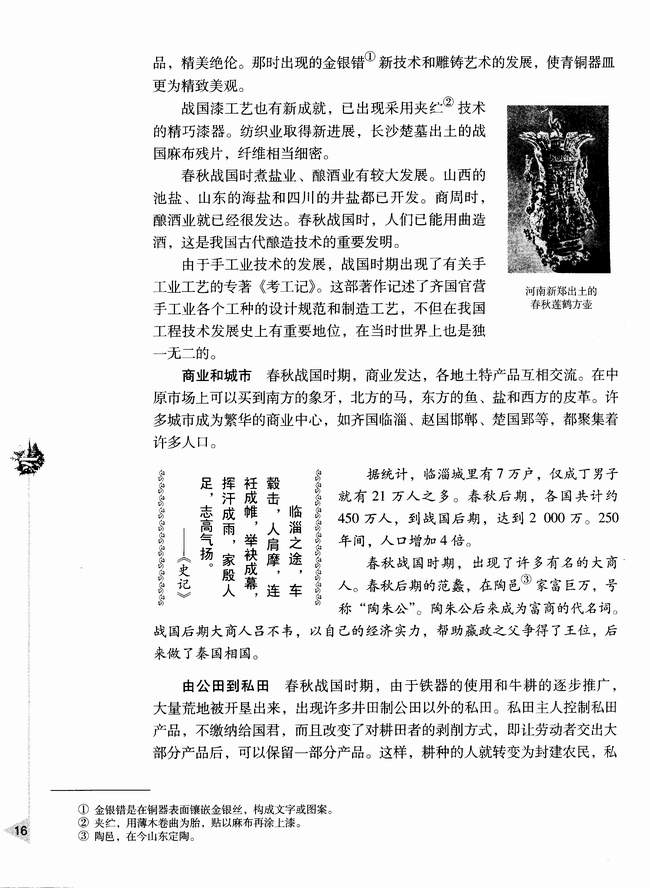 品，精美绝伦。那时出现的金银错①新技术和雕铸艺术的发展，使青铜器皿
更为精致美观。
战国漆工艺也有新成就，已出现采用夹纻②技术
的精巧漆器。纺织业取得新进展，长沙楚墓出土的战
国麻布残片，纤维相当细密。
春秋战国时煮盐业、酿酒业有较大发展。山西的
池盐、山东的海盐和四川的井盐都已开发。商周时，
酿酒业就已经很发达。春秋战国时，人们已能用曲造
酒，这是我国古代酿造技术的重要发明。
由于手工业技术的发展，战国时期出现了有关手
工业工艺的专著《考工记》。这部著作记述了齐国官营
手工业各个工种的设计规范和制造工艺，不但在我国
工程技术发展史上有重要地位，在当时世界上也是独
一无二的。
河南新郑出土的
春秋莲鹤方壶
商业和城市 春秋战国时期，商业发达，各地土特产品互相交流。在中
原市场上可以买到南方的象牙，北方的马，东方的鱼、盐和西方的皮革。许
多城市成为繁华的商业中心，如齐国临淄、赵国邯郸、楚国郢等，都聚集着
许多人口。
临淄之途，车
毂击，人肩摩，连
衽成帷，举袂成幕，
挥汗成雨，家殷人
足，志高气扬。
——《史记》
据统计，临淄城里有7万户，仅成丁男子
就有21万人之多。春秋后期，各国共计约
450万人，到战国后期，达到2 000万。250
年间，人口增加4倍。
春秋战国时期，出现了许多有名的大商
人。春秋后期的范蠡，在陶邑③家富巨万，号
称“陶朱公”。陶朱公后来成为富商的代名词。
战国后期大商人吕不韦，以自己的经济实力，帮助嬴政之父争得了王位，后
来做了秦国相国。
由公田到私田 春秋战国时期，由于铁器的使用和牛耕的逐步推广，
大量荒地被开垦出来，出现许多井田制公田以外的私田。私田主人控制私田
产品，不缴纳给国君，而且改变了对耕田者的剥削方式，即让劳动者交出大
部分产品后，可以保留一部分产品。这样，耕种的人就转变为封建农民，私
① 金银错是在铜器表面镶嵌金银丝，构成文字或图案。
② 夹纻，用薄木卷曲为胎，贴以麻布再涂上漆。
③ 陶邑，在今山东定陶。
16